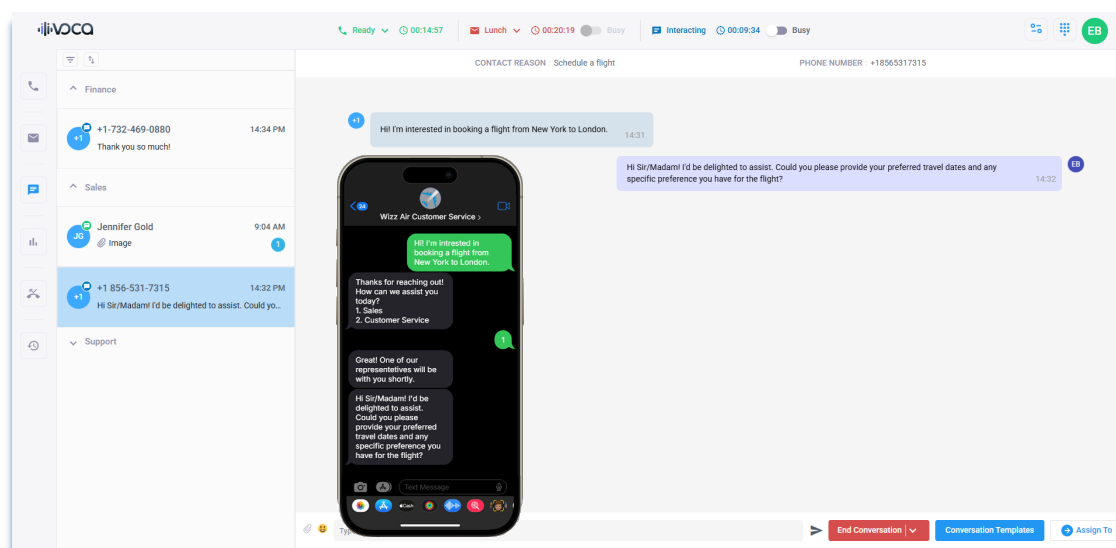 VOCA
Ready 00:14:57 Lunch 00:20:19 Busy Interacting 00:09:34 Busy EB
CONTACT REASON Schedule a flight PHONE NUMBER +18565317315
Finance
+1 +1-732-469-0880 14:34 PM
Thank you so much!
Sales
JG Jennifer Gold 9:04 AM
Image 1
+1 +1 856-531-7315 14:32 PM
Hi Sir/Madam! I'd be delighted to assist. Could yo...
Support
+1
Hi! I'm interested in booking a flight from New York to London. 14:31
EB
Hi Sir/Madam! I'd be delighted to assist. Could you please provide your preferred travel dates and any
specific preference you have for the flight? 14:32
24
Wizz Air Customer Service >
Hi! I'm intrested in
booking a flight from
New York to London.
Thanks for reaching out!
How can we assist you
today?
1. Sales
2. Customer Service
1
Great! One of our
representetives will be
with you shortly.
Hi Sir/Madam! I'd be
delighted to assist.
Could you please
provide your preferred
travel dates and any
specific preference you
have for the flight?
Text Message
Cash
End Conversation Conversation Templates Assign To